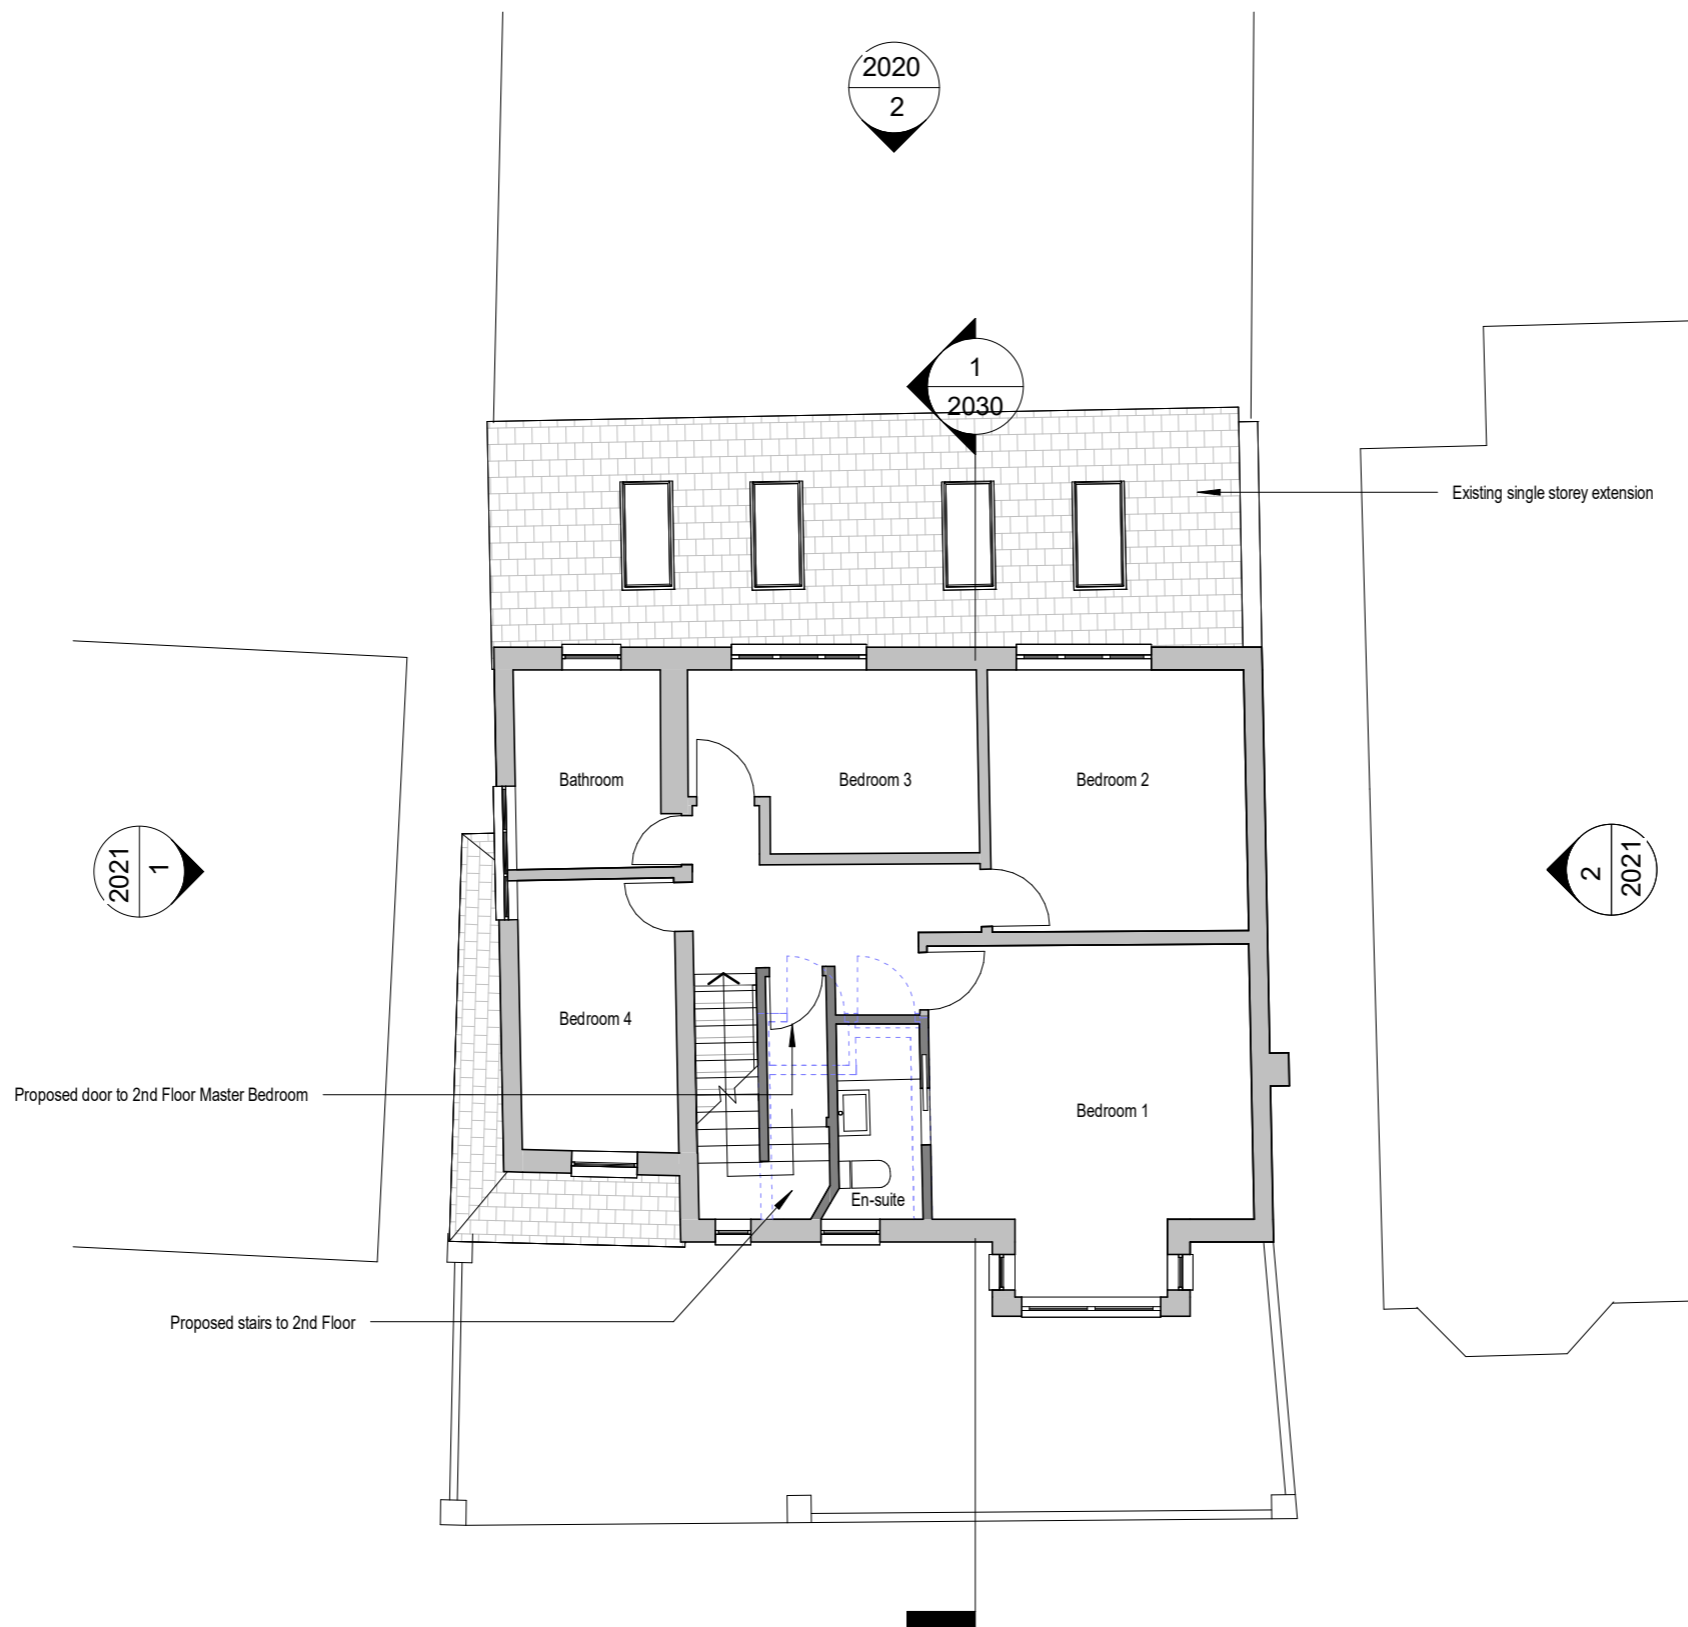 2020
2
1
2030
Existing single storey extension
Bathroom
Bedroom 3
Bedroom 2
2021
1
2
2021
Bedroom 4
Proposed door to 2nd Floor Master Bedroom
Bedroom 1
En-suite
Proposed stairs to 2nd Floor